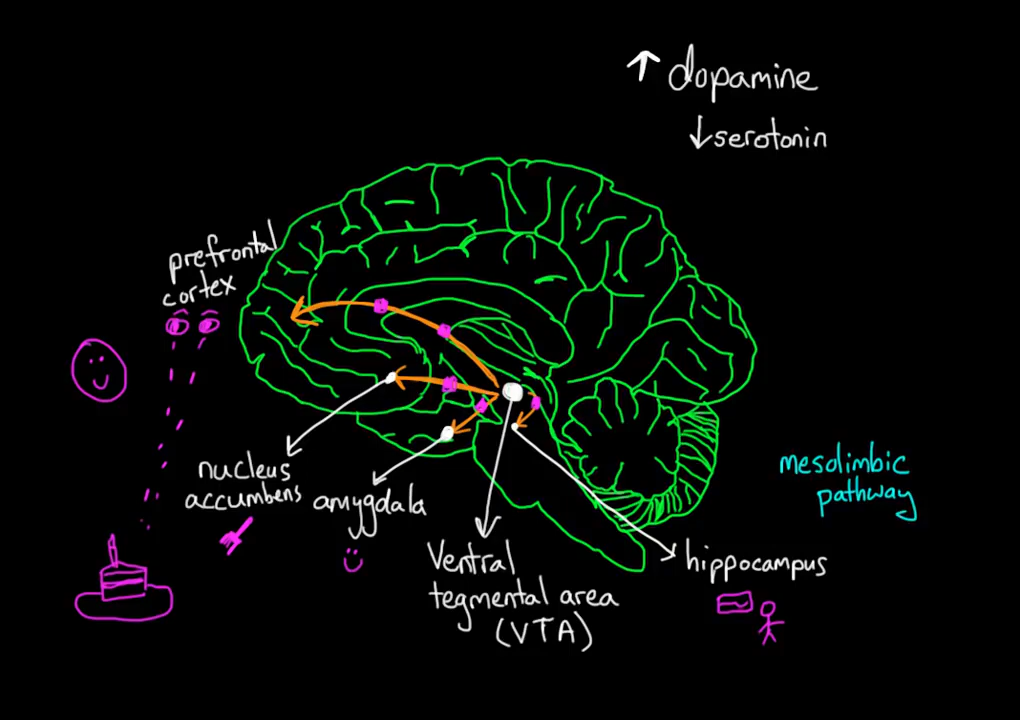 ↑ dopamine
↓ serotonin
prefrontal
cortex
nucleus
accumbens
amygdala
Ventral
tegmental area
(VTA)
hippocampus
mesolimbic
pathway